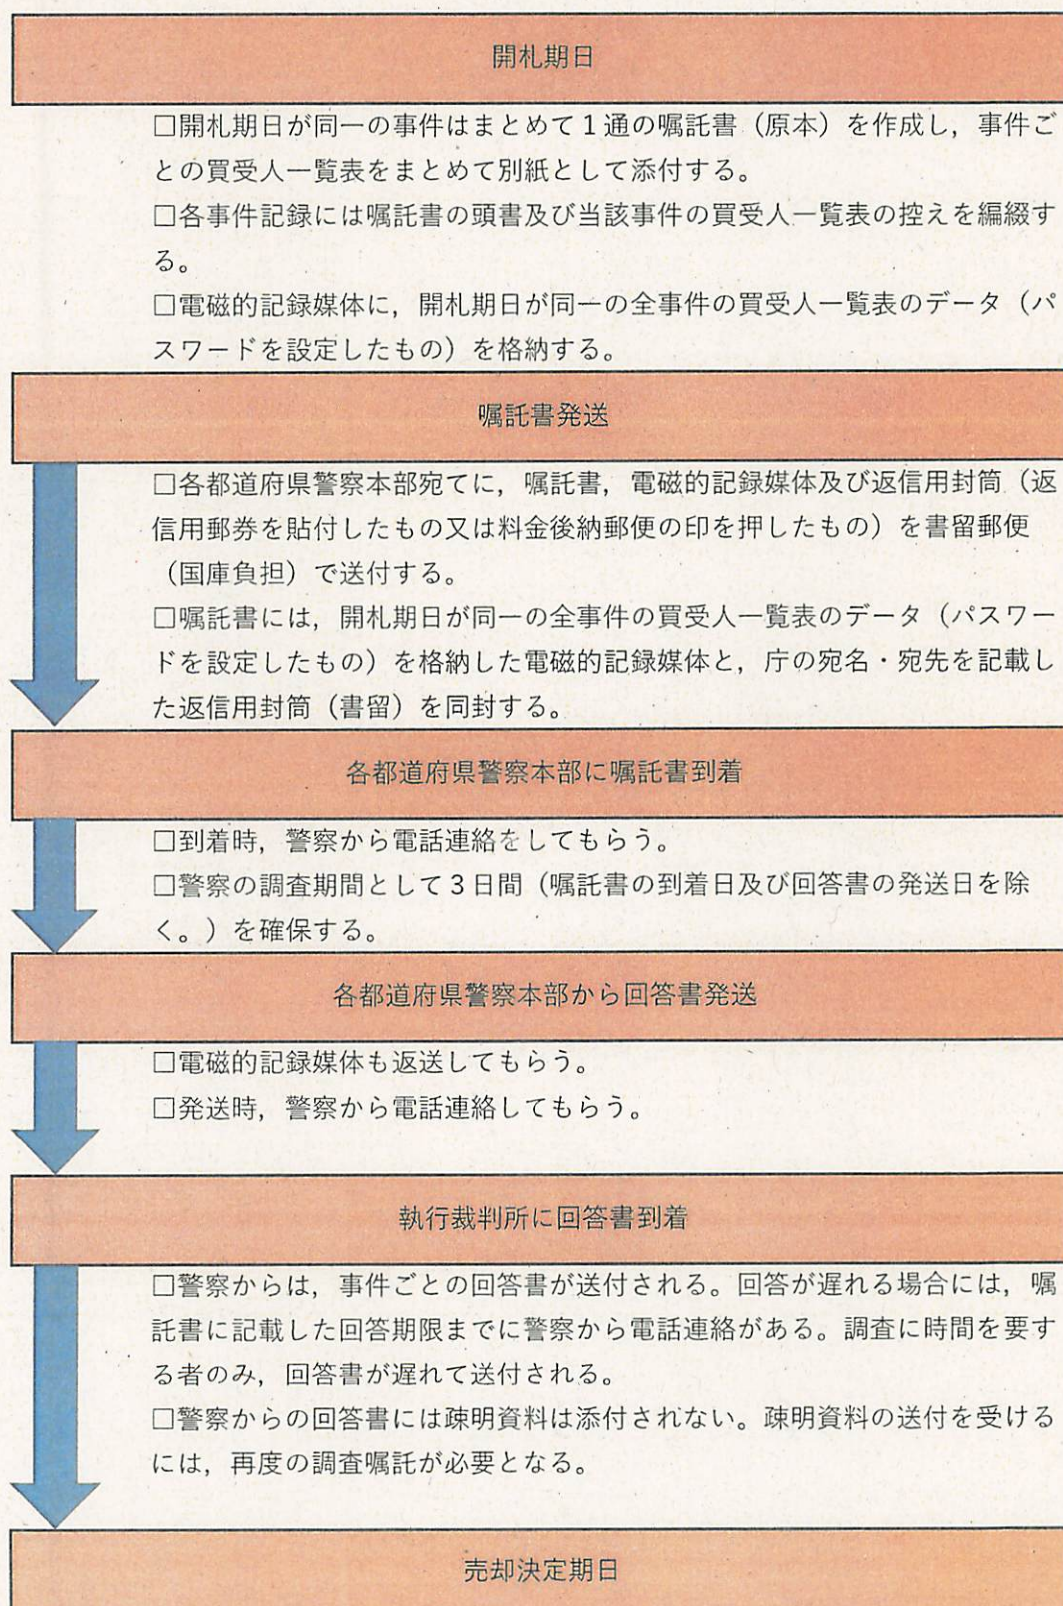 開札期日
□開札期日が同一の事件はまとめて1通の嘱託書（原本）を作成し，事件ご
との買受人一覧表をまとめて別紙として添付する。
□各事件記録には嘱託書の頭書及び当該事件の買受人一覧表の控えを編綴す
る。
□電磁的記録媒体に，開札期日が同一の全事件の買受人一覧表のデータ（パ
スワードを設定したもの）を格納する。
嘱託書発送
□各都道府県警察本部宛てに，嘱託書，電磁的記録媒体及び返信用封筒（返
信用郵券を貼付したもの又は料金後納郵便の印を押したもの）を書留郵便
（国庫負担）で送付する。
□嘱託書には，開札期日が同一の全事件の買受人一覧表のデータ（パスワー
ドを設定したもの）を格納した電磁的記録媒体と，庁の宛名・宛先を記載し
た返信用封筒（書留）を同封する。
各都道府県警察本部に嘱託書到着
□到着時，警察から電話連絡をしてもらう。
□警察の調査期間として3日間（嘱託書の到着日及び回答書の発送日を除
く。）を確保する。
各都道府県警察本部から回答書発送
□電磁的記録媒体も返送してもらう。
□発送時，警察から電話連絡してもらう。
執行裁判所に回答書到着
□警察からは，事件ごとの回答書が送付される。回答が遅れる場合には，嘱
託書に記載した回答期限までに警察から電話連絡がある。調査に時間を要す
る者のみ，回答書が遅れて送付される。
□警察からの回答書には疎明資料は添付されない。疎明資料の送付を受ける
には，再度の調査嘱託が必要となる。
売却決定期日